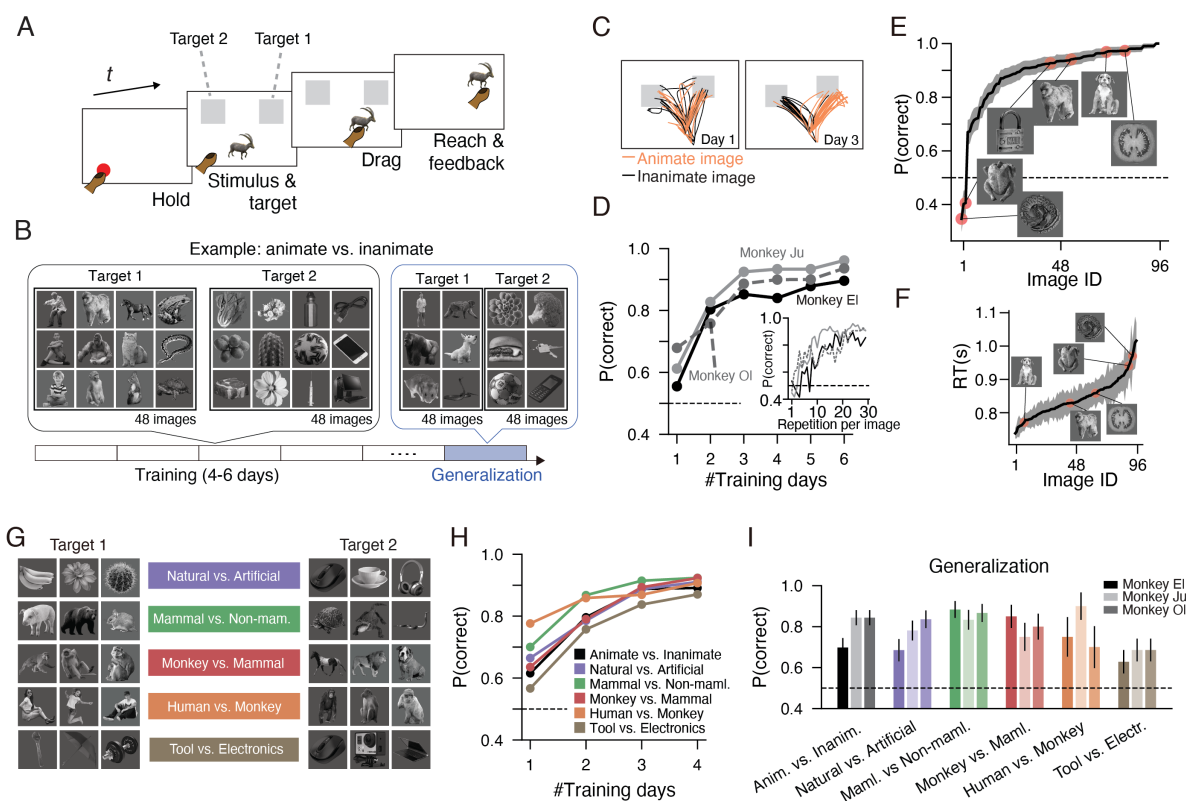 A
Target 2
Target 1
t
Hold
Stimulus &
target
Drag
Reach &
feedback
B
Example: animate vs. inanimate
Target 1
Target 2
Target 1
Target 2
48 images
48 images
48 images
48 images
Training (4-6 days)
Generalization
C
Day 1
Day 3
Animate image
Inanimate image
D
P(correct)
1.0
0.8
0.6
0.4
Monkey Ju
Monkey El
Monkey Ol
P(correct)
1.0
0.4
1
10
20
30
Repetition per image
1
2
3
4
5
6
#Training days
E
P(correct)
1.0
0.8
0.6
0.4
1
48
96
Image ID
F
RT(s)
1.1
1.0
0.9
0.8
1
48
96
Image ID
G
Target 1
Target 2
Natural vs. Artificial
Mammal vs. Non-mam.
Monkey vs. Mammal
Human vs. Monkey
Tool vs. Electronics
H
P(correct)
1.0
0.8
0.6
0.4
Animate vs. Inanimate
Natural vs. Artificial
Mammal vs. Non-maml.
Monkey vs. Mammal
Human vs. Monkey
Tool vs. Electronics
1
2
3
4
#Training days
I
Generalization
P(correct)
1.0
0.8
0.6
0.4
Monkey El
Monkey Ju
Monkey Ol
Anim. vs Inanim.
Natural vs. Artificial
Maml. vs Non-maml.
Monkey vs. Maml.
Human vs. Monkey
Tool vs. Electr.